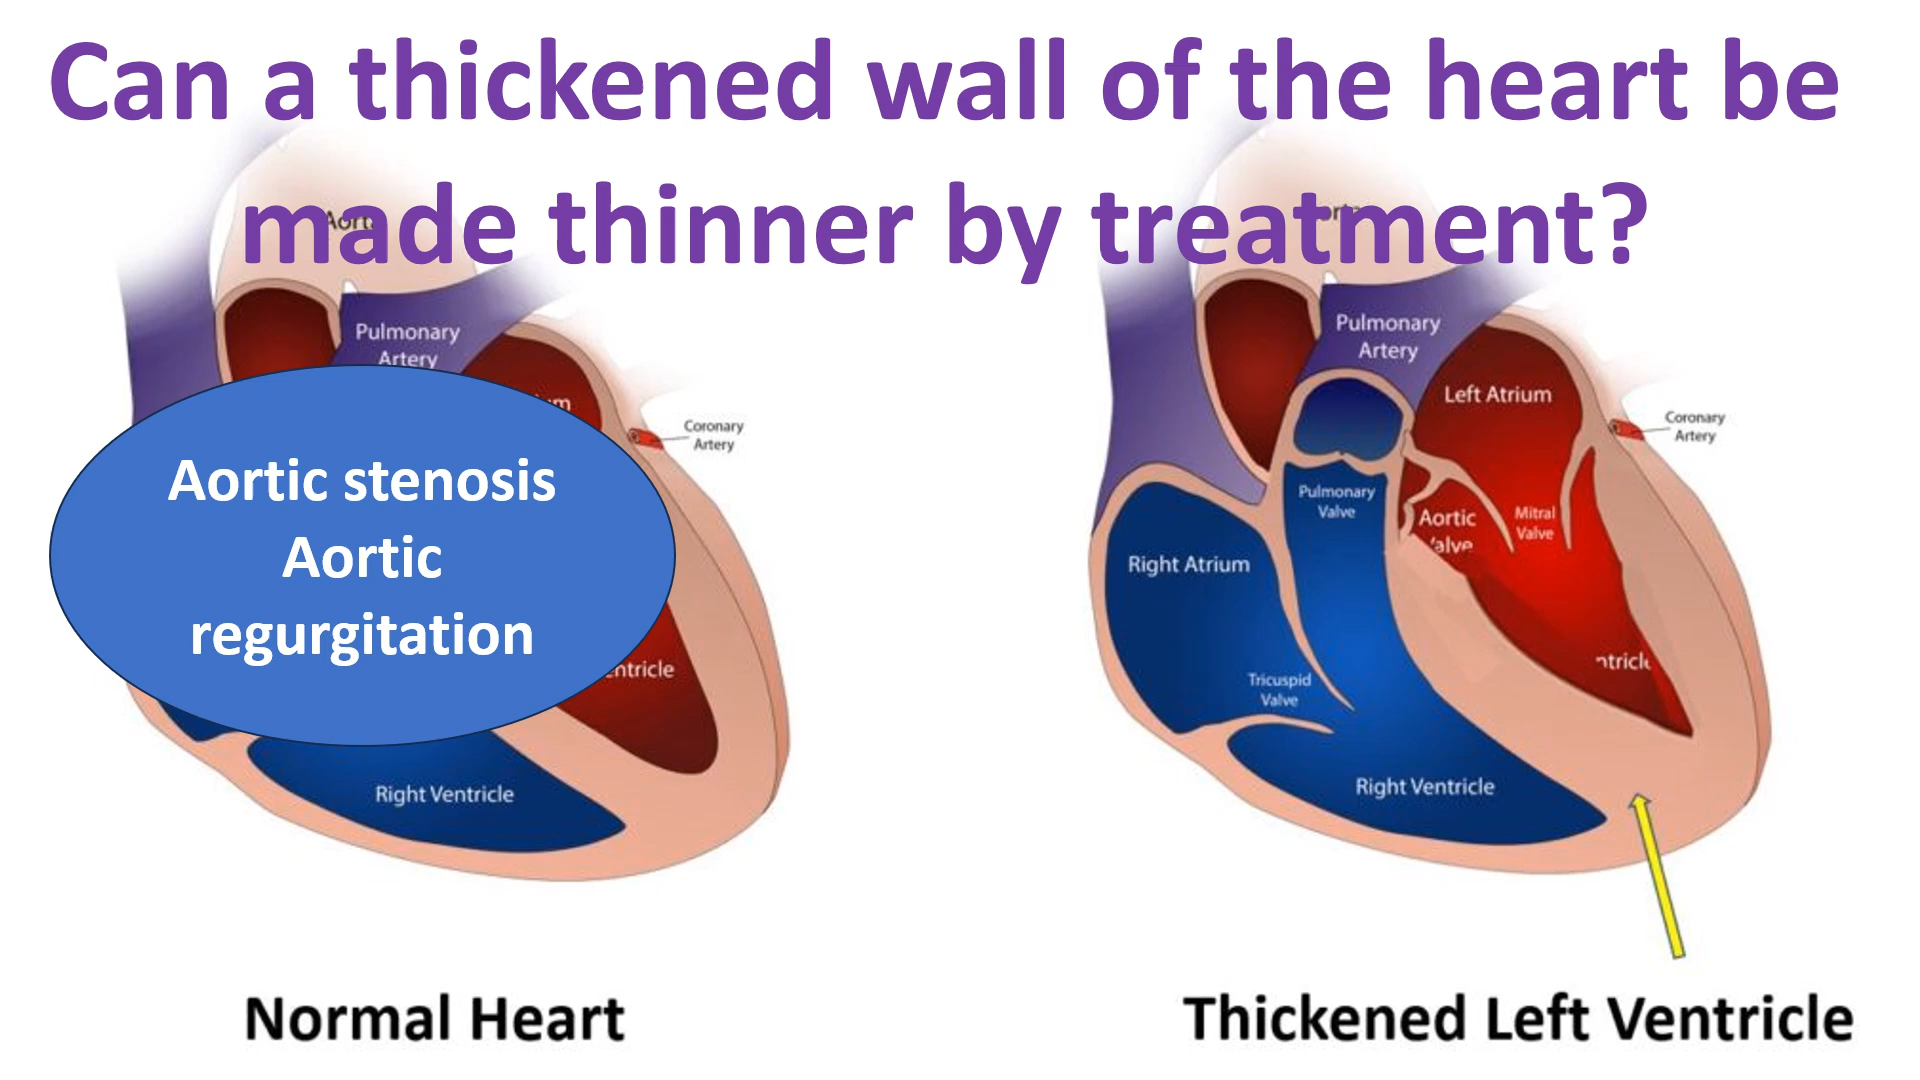 Can a thickened wall of the heart be
made thinner by treatment?
Pulmonary
Artery
Coronary
Artery
Aortic stenosis
Aortic
regurgitation
Right Ventricle
Normal Heart
Pulmonary
Artery
Left Atrium
Coronary
Artery
Pulmonary
Valve
Aortic
Mitral
Valve
Right Atrium
Tricuspid
Valve
Right Ventricle
Thickened Left Ventricle